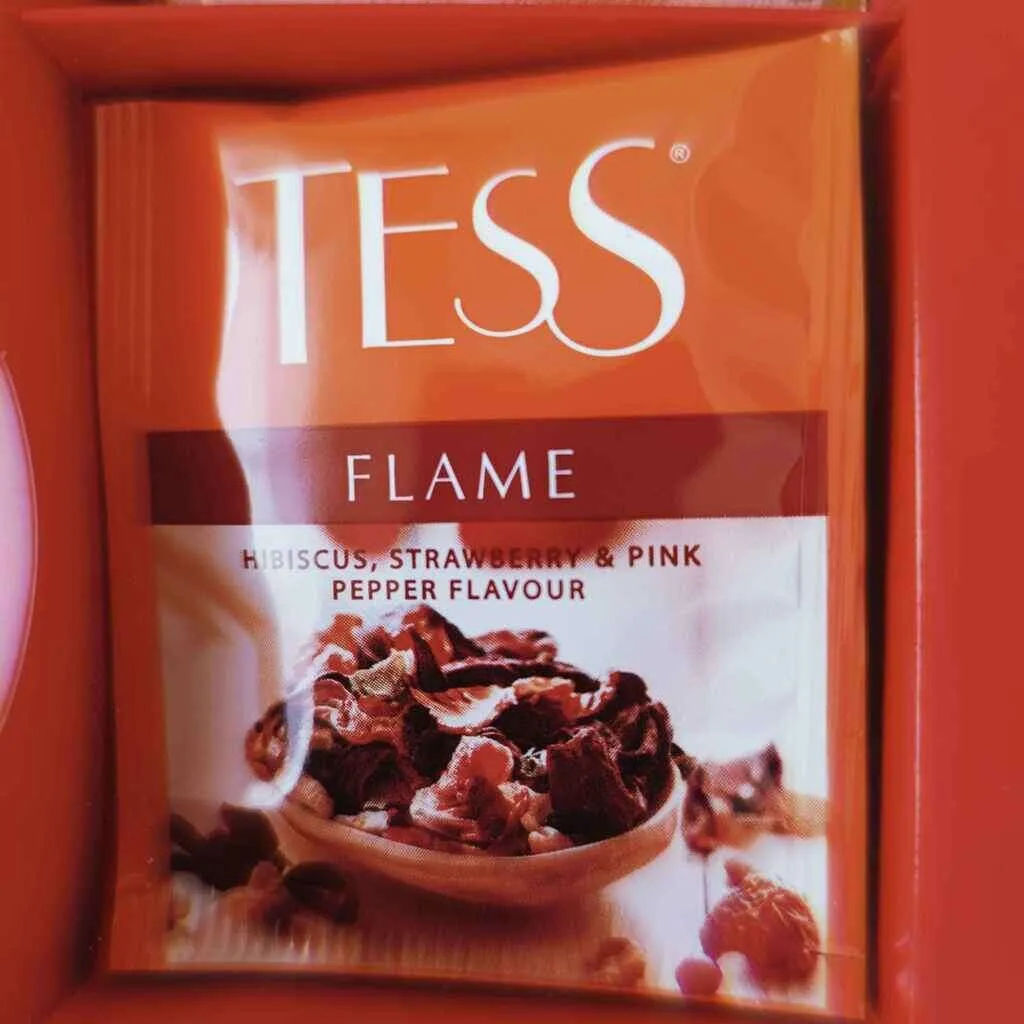 TESS®
FLAME
HIBISCUS, STRAWBERRY & PINK
PEPPER FLAVOUR